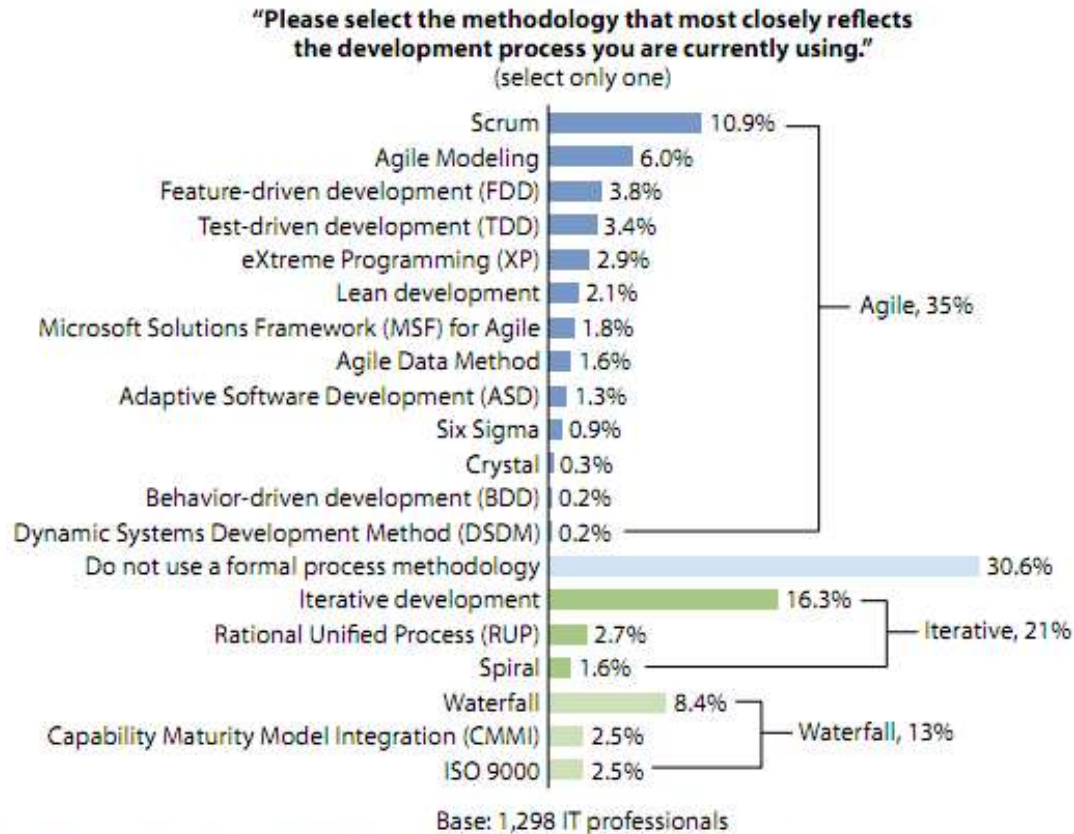 “Please select the methodology that most closely reflects
the development process you are currently using.”
(select only one)
Scrum 10.9%
Agile Modeling 6.0%
Feature-driven development (FDD) 3.8%
Test-driven development (TDD) 3.4%
eXtreme Programming (XP) 2.9%
Lean development 2.1%
Agile, 35%
Microsoft Solutions Framework (MSF) for Agile 1.8%
Agile Data Method 1.6%
Adaptive Software Development (ASD) 1.3%
Six Sigma 0.9%
Crystal 0.3%
Behavior-driven development (BDD) 0.2%
Dynamic Systems Development Method (DSDM) 0.2%
Do not use a formal process methodology 30.6%
Iterative development 16.3%
Rational Unified Process (RUP) 2.7%
Iterative, 21%
Spiral 1.6%
Waterfall 8.4%
Capability Maturity Model Integration (CMMI) 2.5%
Waterfall, 13%
ISO 9000 2.5%
Base: 1,298 IT professionals